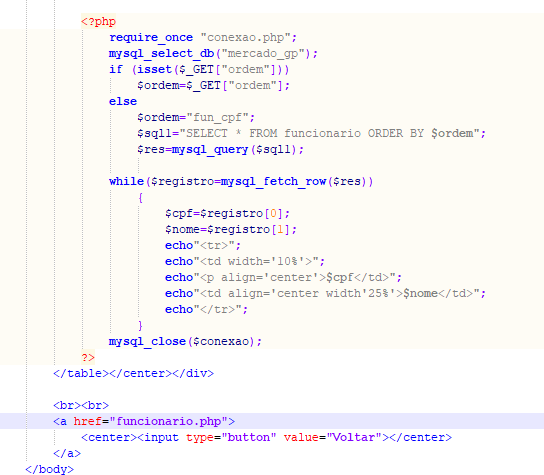 <?php
require_once "conexao.php";
mysql_select_db("mercado_gp");
if (isset($_GET["ordem"]))
$ordem=$_GET["ordem"];
else
$ordem="fun_cpf";
$sql1="SELECT * FROM funcionario ORDER BY $ordem";
$res=mysql_query($sql1);
while($registro=mysql_fetch_row($res))
{
$cpf=$registro[0];
$nome=$registro[1];
echo"<tr>";
echo"<td width='10%'>";
echo"<p align='center'>$cpf</td>";
echo"<td align='center width'25%'>$nome</td>";
echo"</tr>";
}
mysql_close($conexao);
?>
</table></center></div>
<br><br>
<a href="funcionario.php">
<center><input type="button" value="Voltar"></center>
</a>
</body>